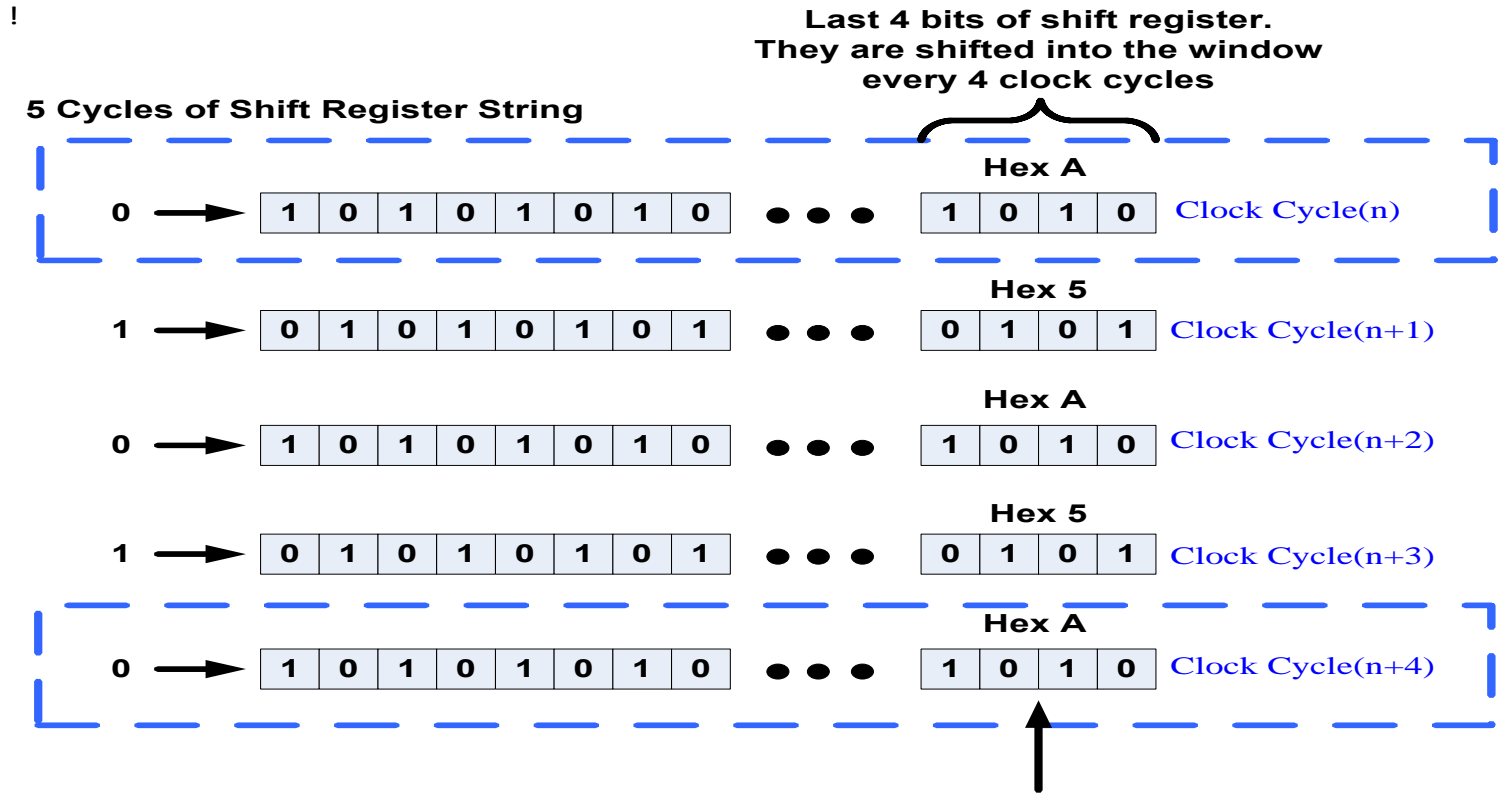 !
Last 4 bits of shift register.
They are shifted into the window
every 4 clock cycles
5 Cycles of Shift Register String
Hex A
0 1 0 1 0 1 0 1 0 1 0 1 0 Clock Cycle(n)
Hex 5
1 0 1 0 1 0 1 0 1 0 1 0 1 Clock Cycle(n+1)
Hex A
0 1 0 1 0 1 0 1 0 1 0 1 0 Clock Cycle(n+2)
Hex 5
1 0 1 0 1 0 1 0 1 0 1 0 1 Clock Cycle(n+3)
Hex A
0 1 0 1 0 1 0 1 0 1 0 1 0 Clock Cycle(n+4)